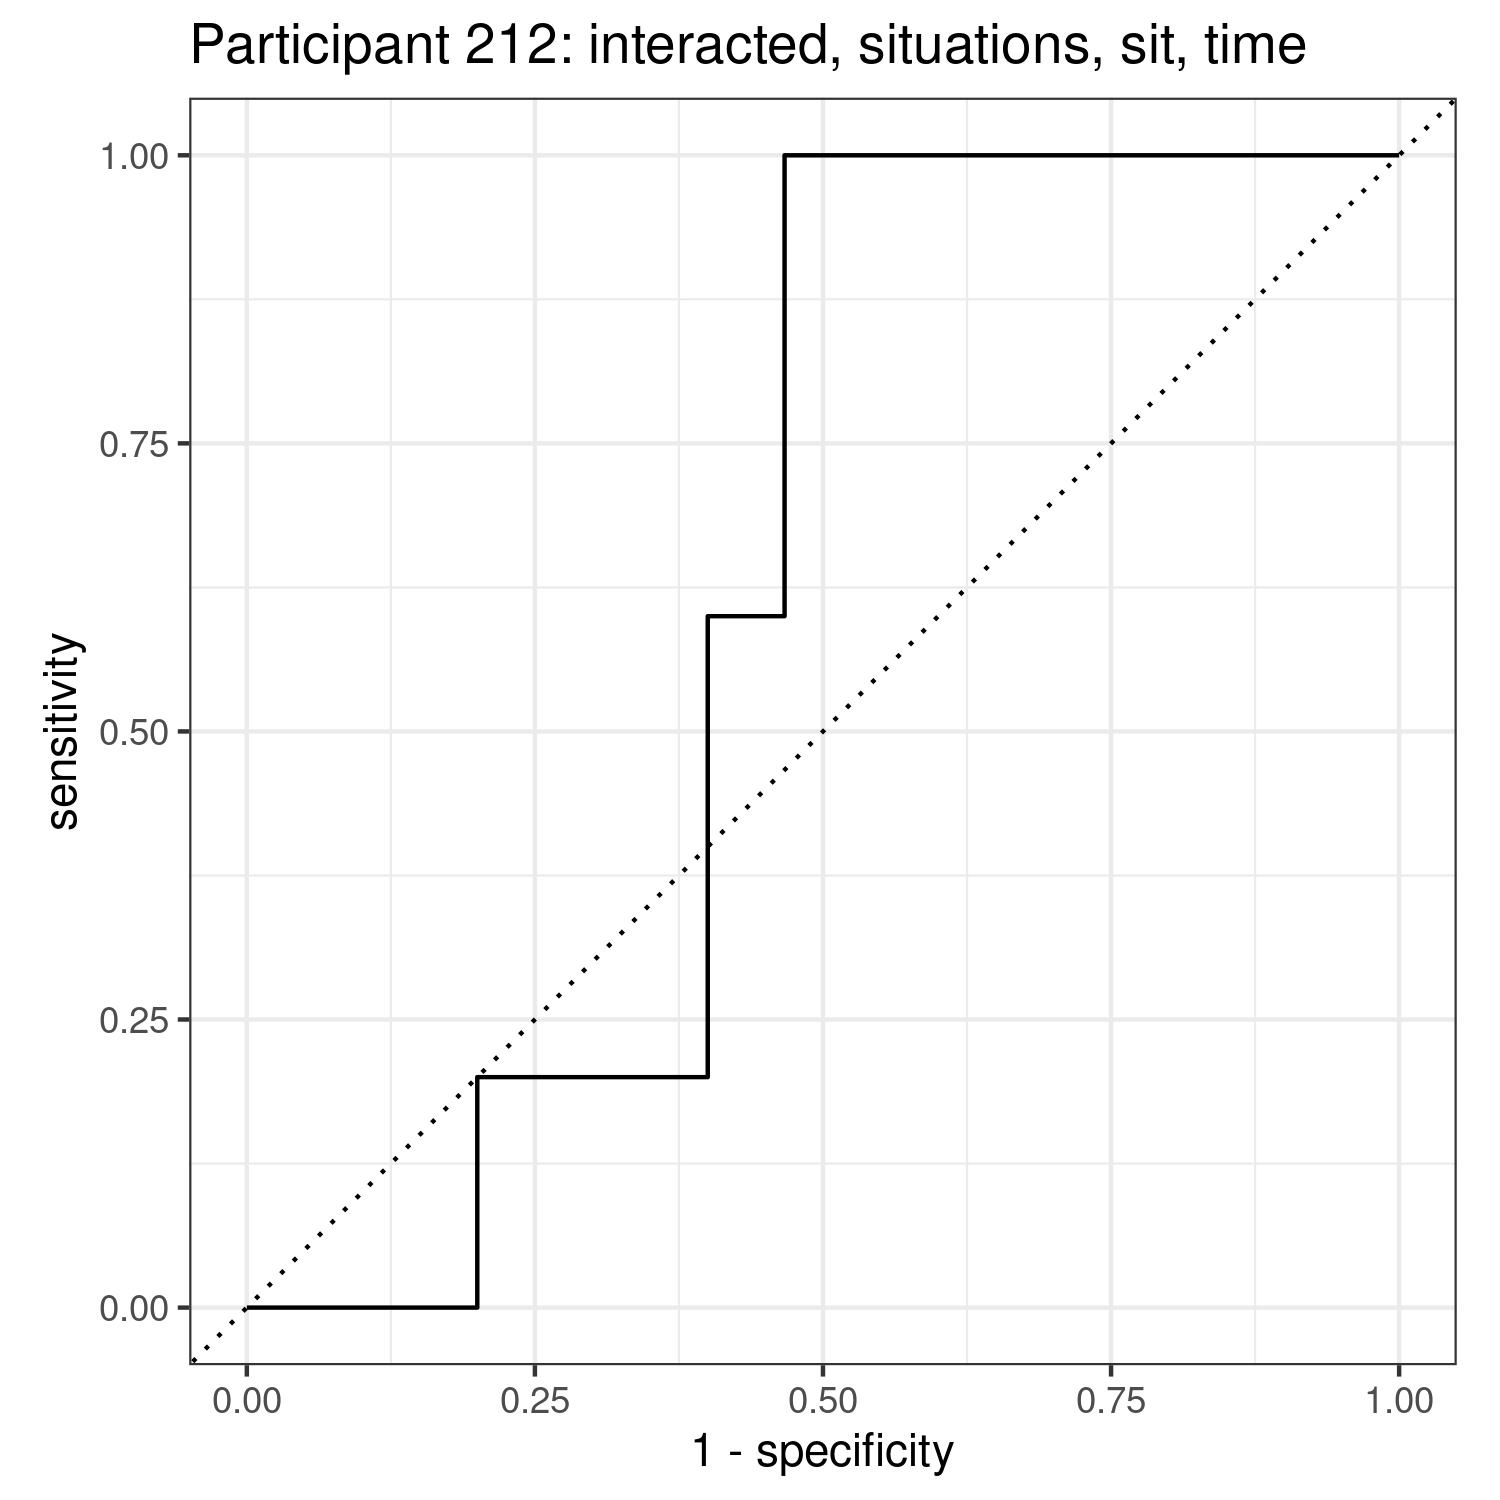 Participant 212: interacted, situations, sit, time
1.00
0.75
0.50
0.25
0.00
sensitivity
0.00 0.25 0.50 0.75 1.00
1 - specificity